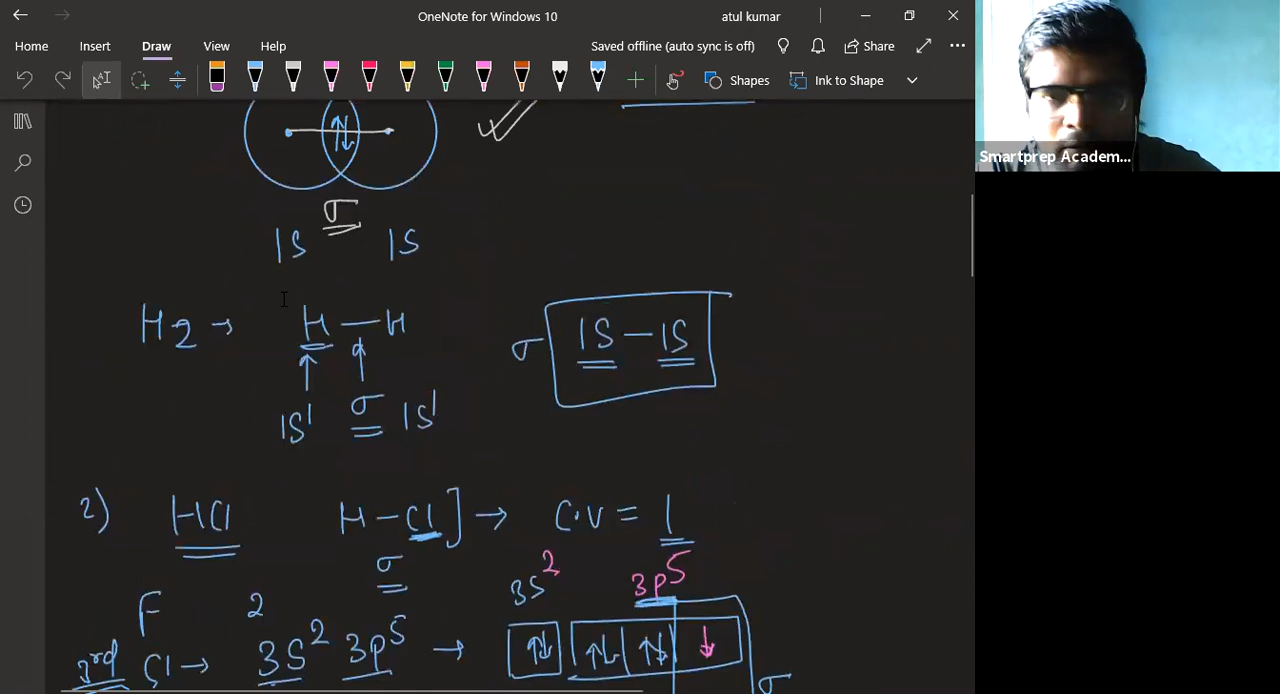 OneNote for Windows 10
atul kumar
Home Insert Draw View Help
Saved offline (auto sync is off)
Share
Shapes
Ink to Shape
Smartprep Academ...
σ
1S 1S
H2 → H — H
σ 1S — 1S
1S¹ σ 1S¹
2) HCl H – Cl ] → C.V = 1
σ
3S² 3p⁵
F 2
3rd Cl → 3S² 3p⁵ →
σ